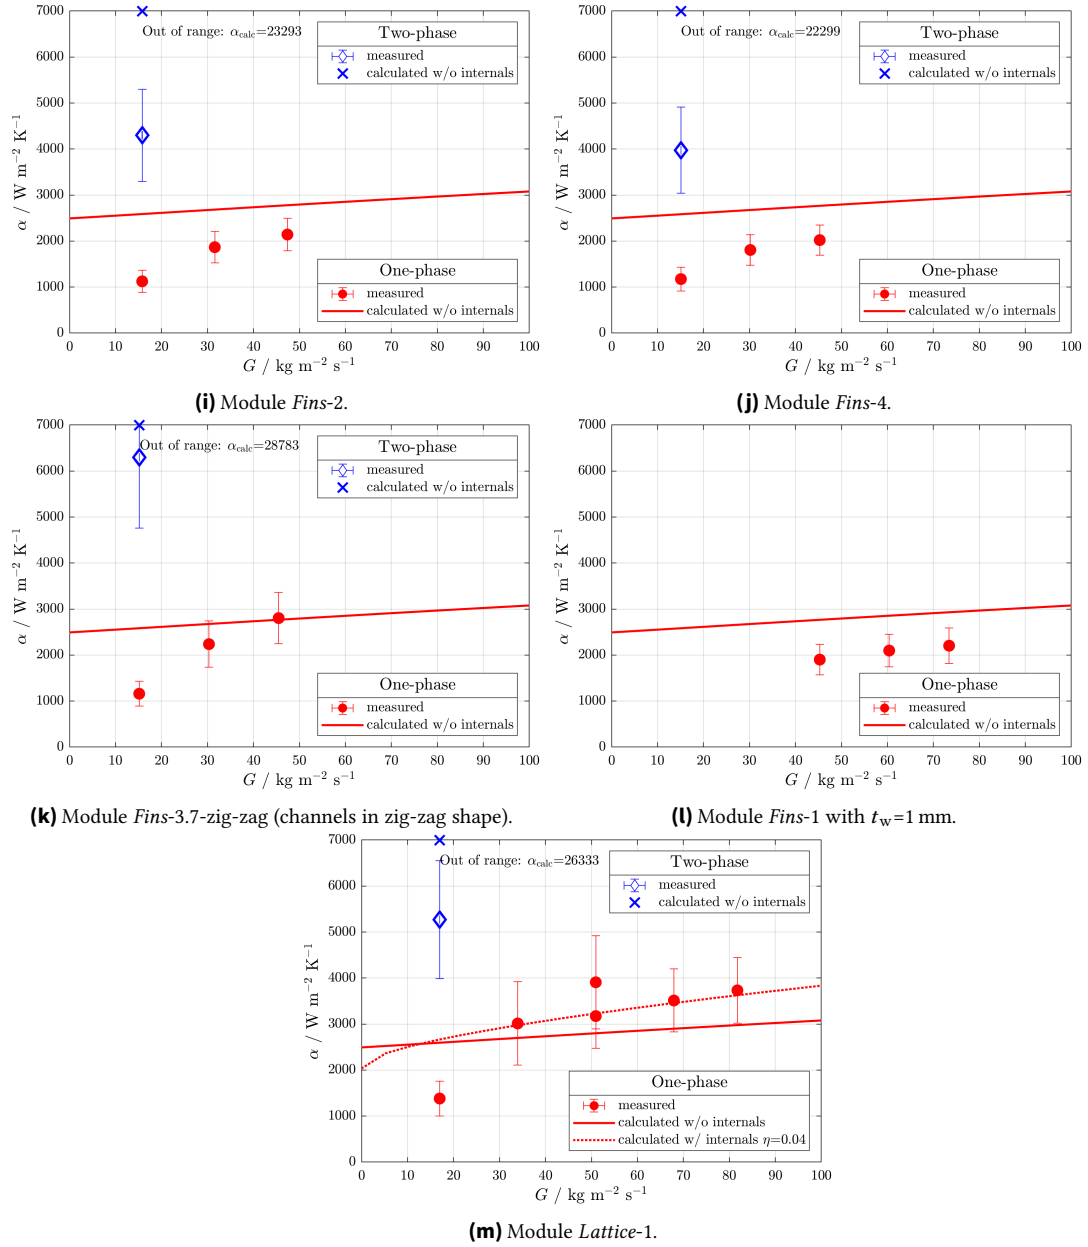 7000
6000
5000
4000
3000
2000
1000
0
α / W m⁻² K⁻¹
Out of range: α_calc=23293
Two-phase
measured
calculated w/o internals
One-phase
measured
calculated w/o internals
0 10 20 30 40 50 60 70 80 90 100
G / kg m⁻² s⁻¹
(i) Module Fins-2.
7000
6000
5000
4000
3000
2000
1000
0
α / W m⁻² K⁻¹
Out of range: α_calc=22299
Two-phase
measured
calculated w/o internals
One-phase
measured
calculated w/o internals
0 10 20 30 40 50 60 70 80 90 100
G / kg m⁻² s⁻¹
(j) Module Fins-4.
7000
6000
5000
4000
3000
2000
1000
0
α / W m⁻² K⁻¹
Out of range: α_calc=28783
Two-phase
measured
calculated w/o internals
One-phase
measured
calculated w/o internals
0 10 20 30 40 50 60 70 80 90 100
G / kg m⁻² s⁻¹
(k) Module Fins-3.7-zig-zag (channels in zig-zag shape).
7000
6000
5000
4000
3000
2000
1000
0
α / W m⁻² K⁻¹
One-phase
measured
calculated w/o internals
0 10 20 30 40 50 60 70 80 90 100
G / kg m⁻² s⁻¹
(l) Module Fins-1 with t_w=1 mm.
7000
6000
5000
4000
3000
2000
1000
0
α / W m⁻² K⁻¹
Out of range: α_calc=26333
Two-phase
measured
calculated w/o internals
One-phase
measured
calculated w/o internals
calculated w/ internals η=0.04
0 10 20 30 40 50 60 70 80 90 100
G / kg m⁻² s⁻¹
(m) Module Lattice-1.